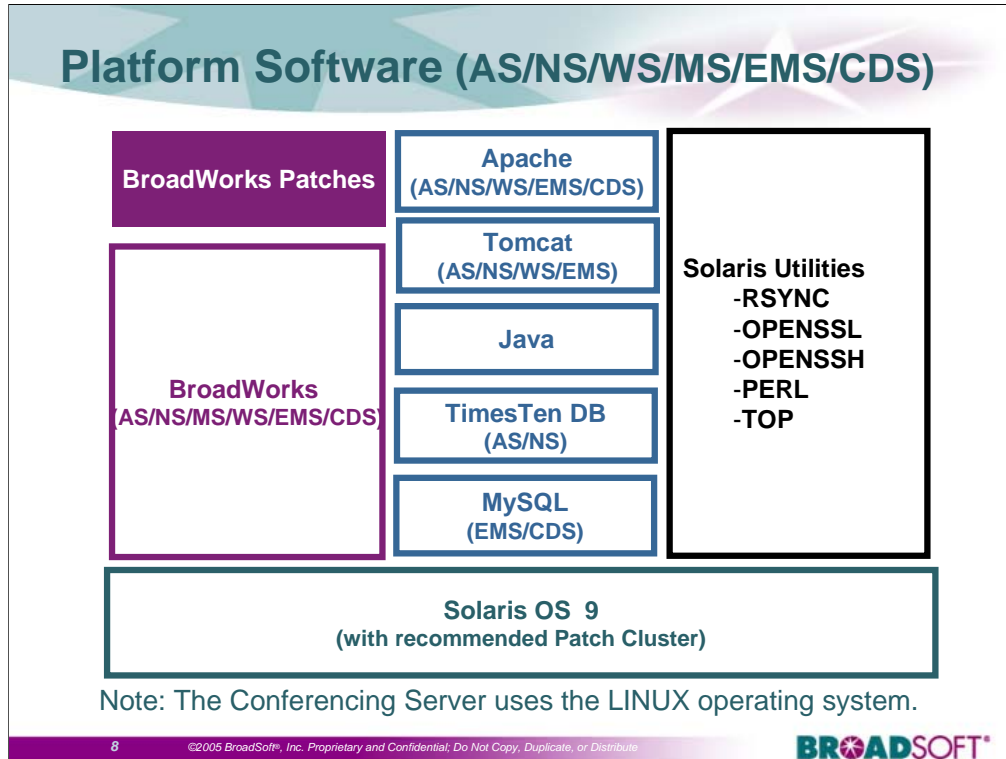 Platform Software (AS/NS/WS/MS/EMS/CDS)
BroadWorks Patches
BroadWorks
(AS/NS/MS/WS/EMS/CDS)
Apache
(AS/NS/WS/EMS/CDS)
Tomcat
(AS/NS/WS/EMS)
Java
TimesTen DB
(AS/NS)
MySQL
(EMS/CDS)
Solaris Utilities
-RSYNC
-OPENSSL
-OPENSSH
-PERL
-TOP
Solaris OS 9
(with recommended Patch Cluster)
Note: The Conferencing Server uses the LINUX operating system.
8
©2005 BroadSoft®, Inc. Proprietary and Confidential; Do Not Copy, Duplicate, or Distribute
BROADSOFT